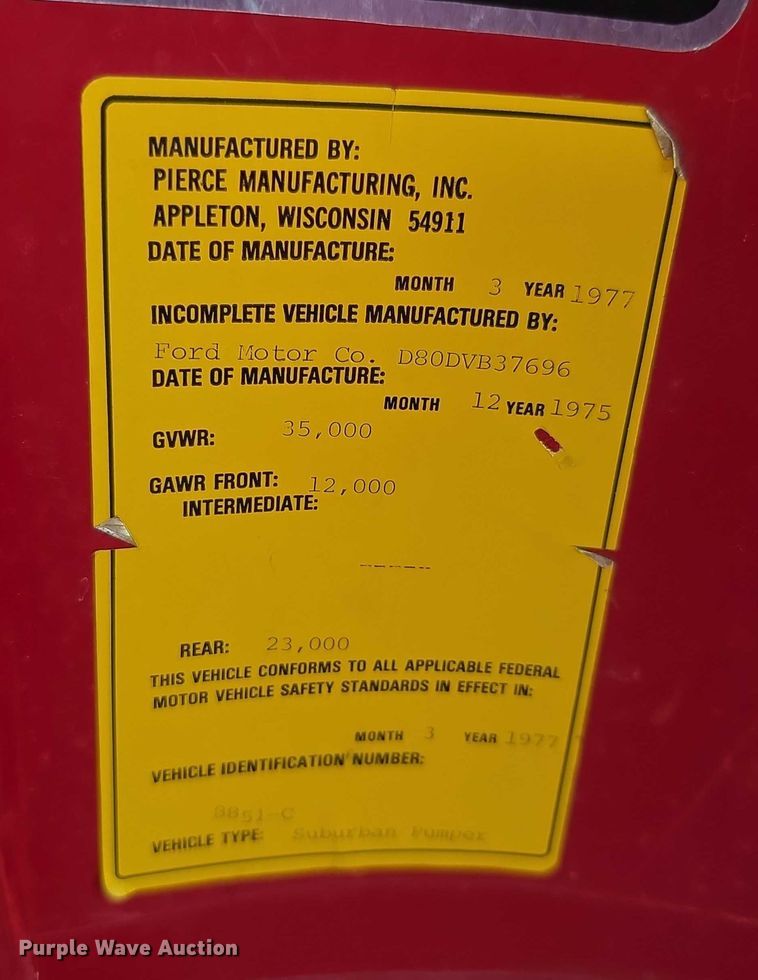 MANUFACTURED BY:
PIERCE MANUFACTURING, INC.
APPLETON, WISCONSIN 54911
DATE OF MANUFACTURE:
MONTH 3 YEAR 1977
INCOMPLETE VEHICLE MANUFACTURED BY:
Ford Motor Co. D80DVB37696
DATE OF MANUFACTURE:
MONTH 12 YEAR 1975
GVWR: 35,000
GAWR FRONT: 12,000
INTERMEDIATE:
------
REAR: 23,000
THIS VEHICLE CONFORMS TO ALL APPLICABLE FEDERAL
MOTOR VEHICLE SAFETY STANDARDS IN EFFECT IN:
MONTH 3 YEAR 1977
VEHICLE IDENTIFICATION NUMBER:
VEHICLE TYPE: Suburban Pumper
Purple Wave Auction